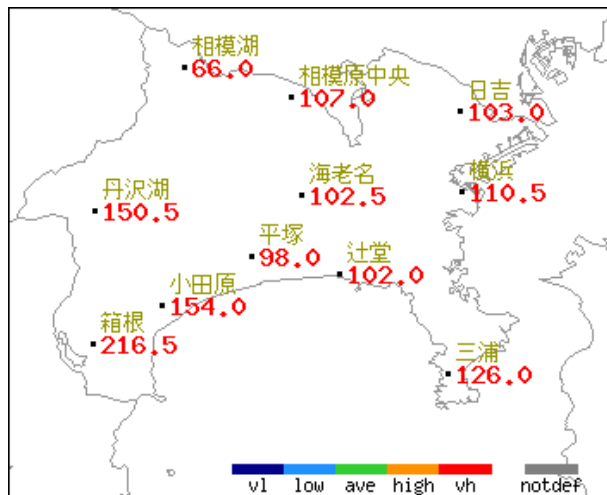 相模湖
66.0
相模原中央
107.0
日吉
103.0
丹沢湖
150.5
海老名
102.5
横浜
110.5
平塚
98.0
辻堂
102.0
小田原
154.0
箱根
216.5
三浦
126.0
vl low ave high vh notdef